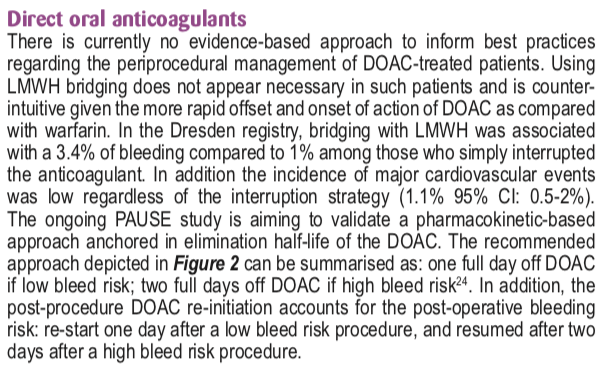 Direct oral anticoagulants
There is currently no evidence-based approach to inform best practices
regarding the periprocedural management of DOAC-treated patients. Using
LMWH bridging does not appear necessary in such patients and is counter-
intuitive given the more rapid offset and onset of action of DOAC as compared
with warfarin. In the Dresden registry, bridging with LMWH was associated
with a 3.4% of bleeding compared to 1% among those who simply interrupted
the anticoagulant. In addition the incidence of major cardiovascular events
was low regardless of the interruption strategy (1.1% 95% CI: 0.5-2%).
The ongoing PAUSE study is aiming to validate a pharmacokinetic-based
approach anchored in elimination half-life of the DOAC. The recommended
approach depicted in Figure 2 can be summarised as: one full day off DOAC
if low bleed risk; two full days off DOAC if high bleed risk²⁴. In addition, the
post-procedure DOAC re-initiation accounts for the post-operative bleeding
risk: re-start one day after a low bleed risk procedure, and resumed after two
days after a high bleed risk procedure.